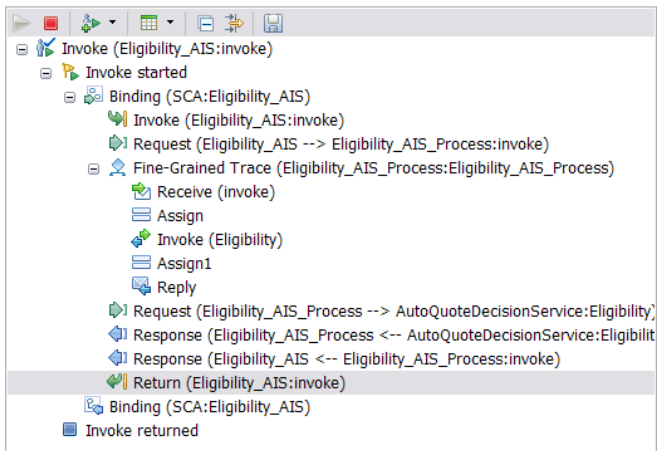 Invoke (Eligibility_AIS:invoke)
Invoke started
Binding (SCA:Eligibility_AIS)
Invoke (Eligibility_AIS:invoke)
Request (Eligibility_AIS --> Eligibility_AIS_Process:invoke)
Fine-Grained Trace (Eligibility_AIS_Process:Eligibility_AIS_Process)
Receive (invoke)
Assign
Invoke (Eligibility)
Assign1
Reply
Request (Eligibility_AIS_Process --> AutoQuoteDecisionService:Eligibility)
Response (Eligibility_AIS_Process <-- AutoQuoteDecisionService:Eligibilit
Response (Eligibility_AIS <-- Eligibility_AIS_Process:invoke)
Return (Eligibility_AIS:invoke)
Binding (SCA:Eligibility_AIS)
Invoke returned